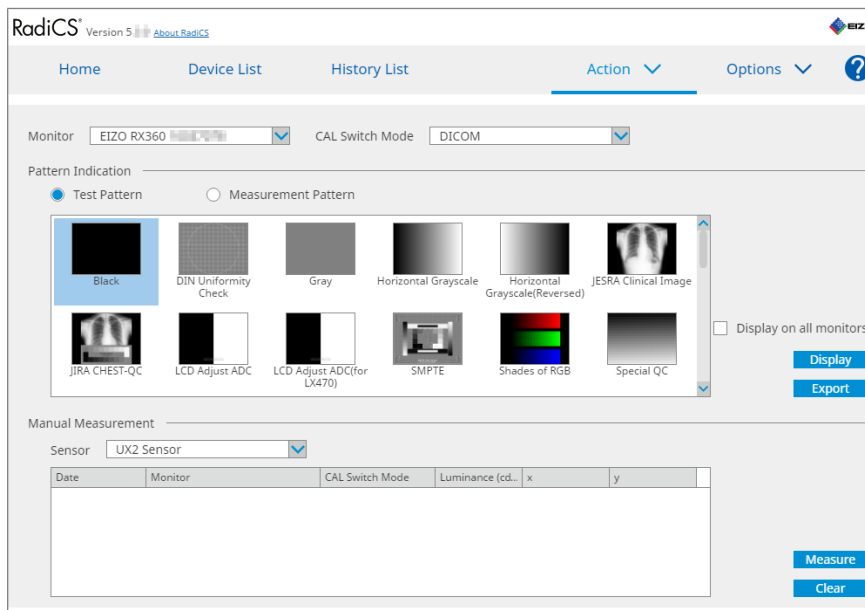 RadiCS® Version 5. About RadiCS
EIZ
Home Device List History List Action Options ?
Monitor EIZO RX360 CAL Switch Mode DICOM
Pattern Indication
Test Pattern Measurement Pattern
Black
DIN Uniformity
Check
Gray
Horizontal Grayscale
Horizontal
Grayscale(Reversed)
JESRA Clinical Image
JIRA CHEST-QC
LCD Adjust ADC
LCD Adjust ADC(for
LX470)
SMPTE
Shades of RGB
Special QC
Display on all monitors
Display
Export
Manual Measurement
Sensor UX2 Sensor
Date Monitor CAL Switch Mode Luminance (cd... x y
Measure
Clear